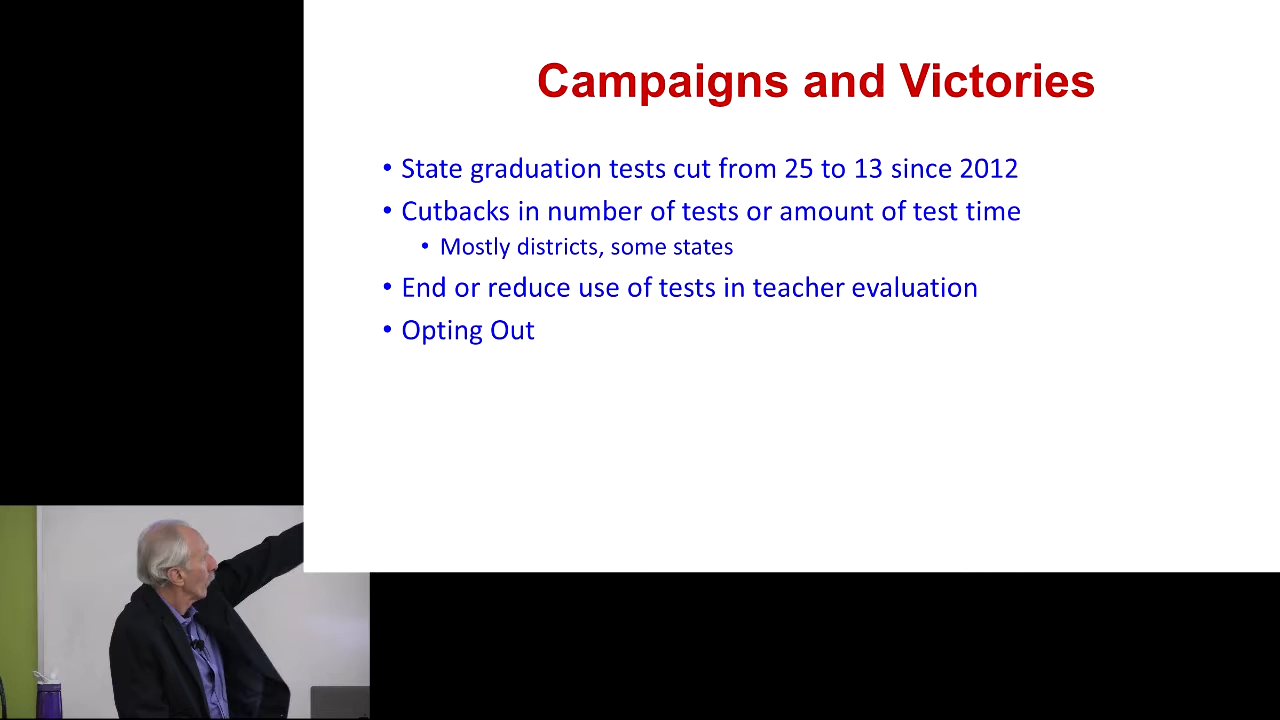 Campaigns and Victories
• State graduation tests cut from 25 to 13 since 2012
• Cutbacks in number of tests or amount of test time
• Mostly districts, some states
• End or reduce use of tests in teacher evaluation
• Opting Out